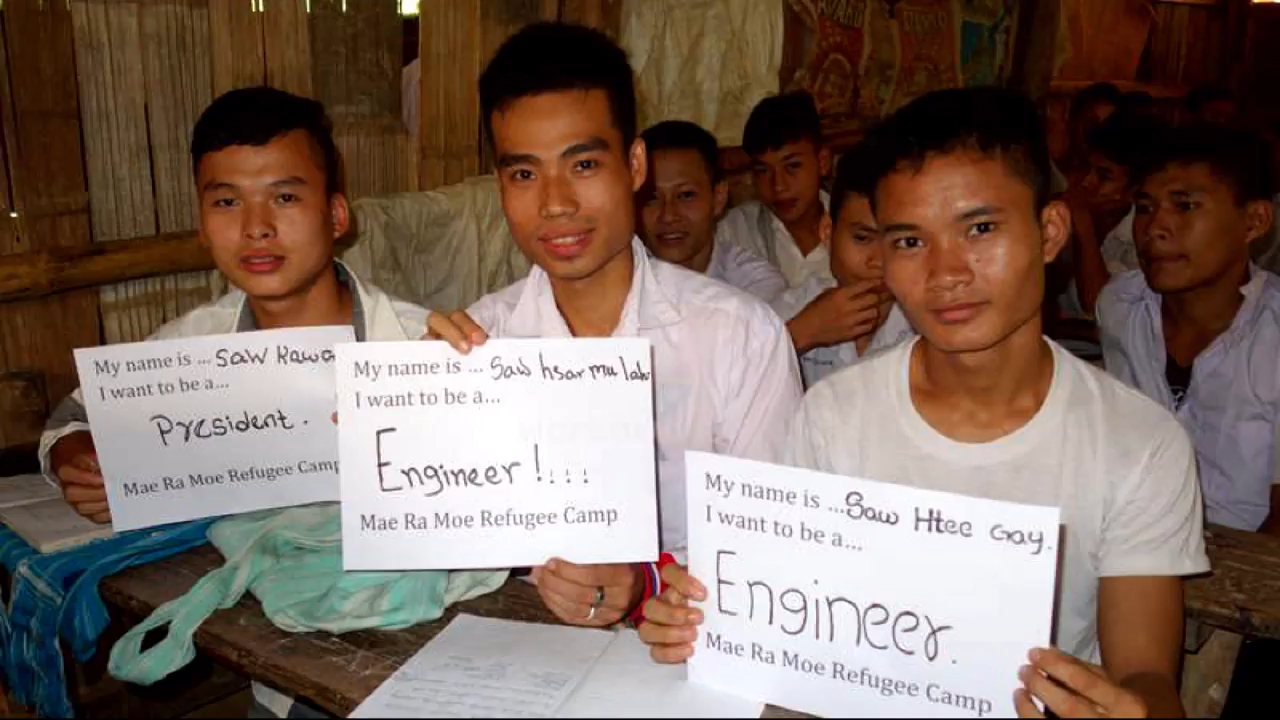 My name is ... Saw Kawa
I want to be a...
President.
Mae Ra Moe Refugee Camp
My name is ... Saw hsar mu lah
I want to be a...
Engineer !...:
Mae Ra Moe Refugee Camp
My name is ...Saw Htee Gay.
I want to be a...
Engineer.
Mae Ra Moe Refugee Camp